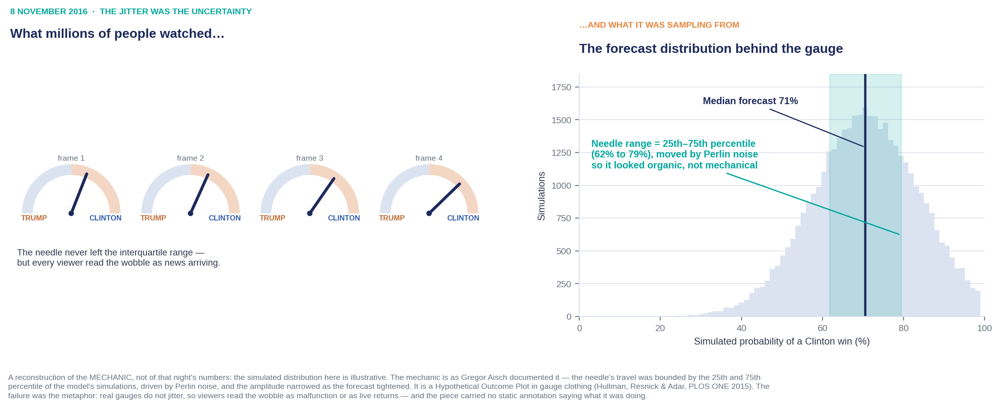 8 NOVEMBER 2016 · THE JITTER WAS THE UNCERTAINTY
What millions of people watched…
frame 1
frame 2
frame 3
frame 4
TRUMP
CLINTON
TRUMP
CLINTON
TRUMP
CLINTON
TRUMP
CLINTON
The needle never left the interquartile range —
but every viewer read the wobble as news arriving.
…AND WHAT IT WAS SAMPLING FROM
The forecast distribution behind the gauge
Median forecast 71%
Needle range = 25th–75th percentile
(62% to 79%), moved by Perlin noise
so it looked organic, not mechanical
Simulations
1750
1500
1250
1000
750
500
250
0
0
20
40
60
80
100
Simulated probability of a Clinton win (%)
A reconstruction of the MECHANIC, not of that night's numbers: the simulated distribution here is illustrative. The mechanic is as Gregor Aisch documented it — the needle's travel was bounded by the 25th and 75th
percentile of the model's simulations, driven by Perlin noise, and the amplitude narrowed as the forecast tightened. It is a Hypothetical Outcome Plot in gauge clothing (Hullman, Resnick & Adar, PLOS ONE 2015). The
failure was the metaphor: real gauges do not jitter, so viewers read the wobble as malfunction or as live returns — and the piece carried no static annotation saying what it was doing.